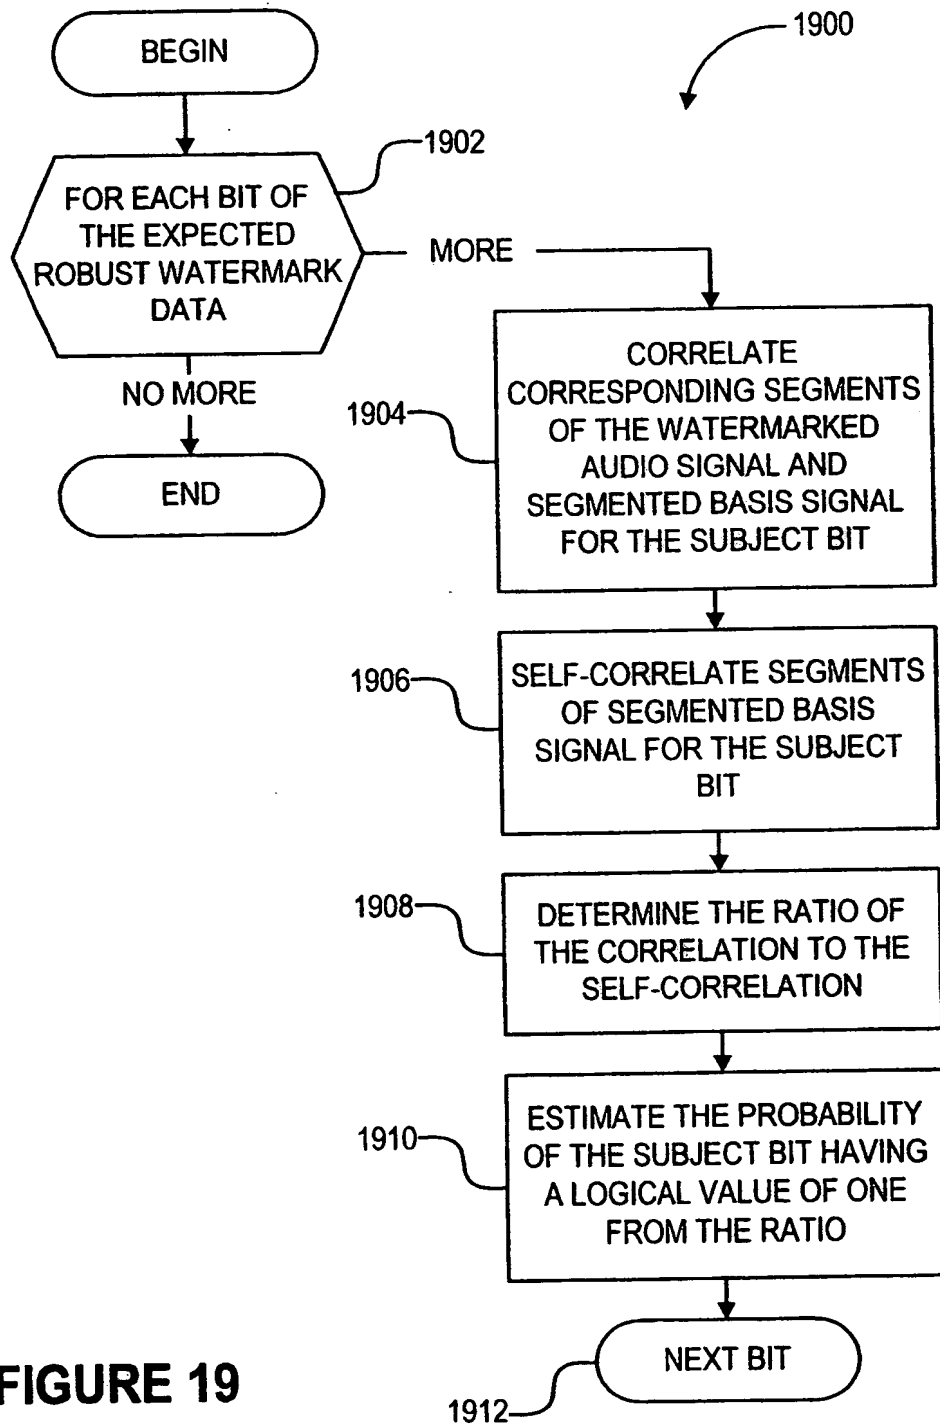 BEGIN
1900
1902
FOR EACH BIT OF
THE EXPECTED
ROBUST WATERMARK
DATA
MORE
NO MORE
END
1904
CORRELATE
CORRESPONDING SEGMENTS
OF THE WATERMARKED
AUDIO SIGNAL AND
SEGMENTED BASIS SIGNAL
FOR THE SUBJECT BIT
1906
SELF-CORRELATE SEGMENTS
OF SEGMENTED BASIS
SIGNAL FOR THE SUBJECT
BIT
1908
DETERMINE THE RATIO OF
THE CORRELATION TO THE
SELF-CORRELATION
1910
ESTIMATE THE PROBABILITY
OF THE SUBJECT BIT HAVING
A LOGICAL VALUE OF ONE
FROM THE RATIO
NEXT BIT
1912
FIGURE 19